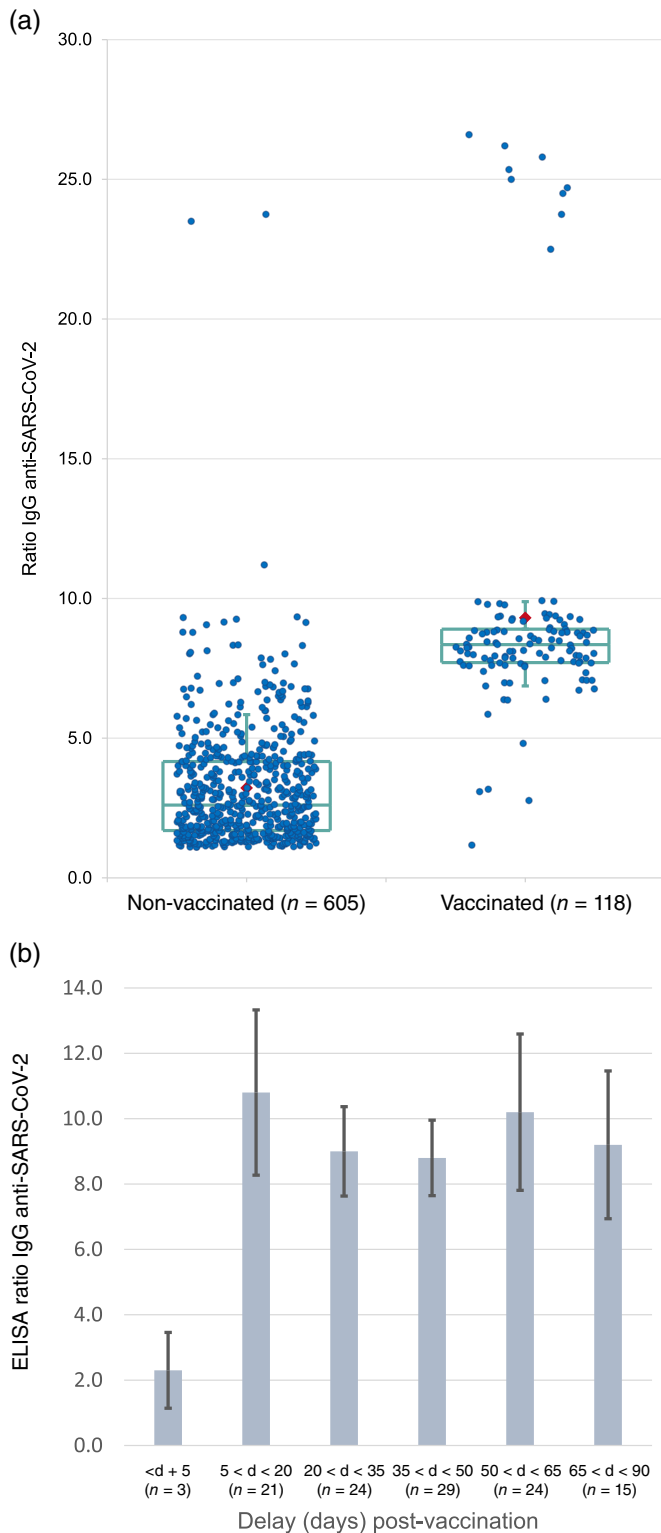 (a)
30.0
25.0
20.0
15.0
10.0
5.0
0.0
Ratio IgG anti-SARS-CoV-2
Non-vaccinated (n = 605)
Vaccinated (n = 118)
(b)
14.0
12.0
10.0
8.0
6.0
4.0
2.0
0.0
ELISA ratio IgG anti-SARS-CoV-2
<d + 5 5 < d < 20 20 < d < 35 35 < d < 50 50 < d < 65 65 < d < 90
(n = 3) (n = 21) (n = 24) (n = 29) (n = 24) (n = 15)
Delay (days) post-vaccination